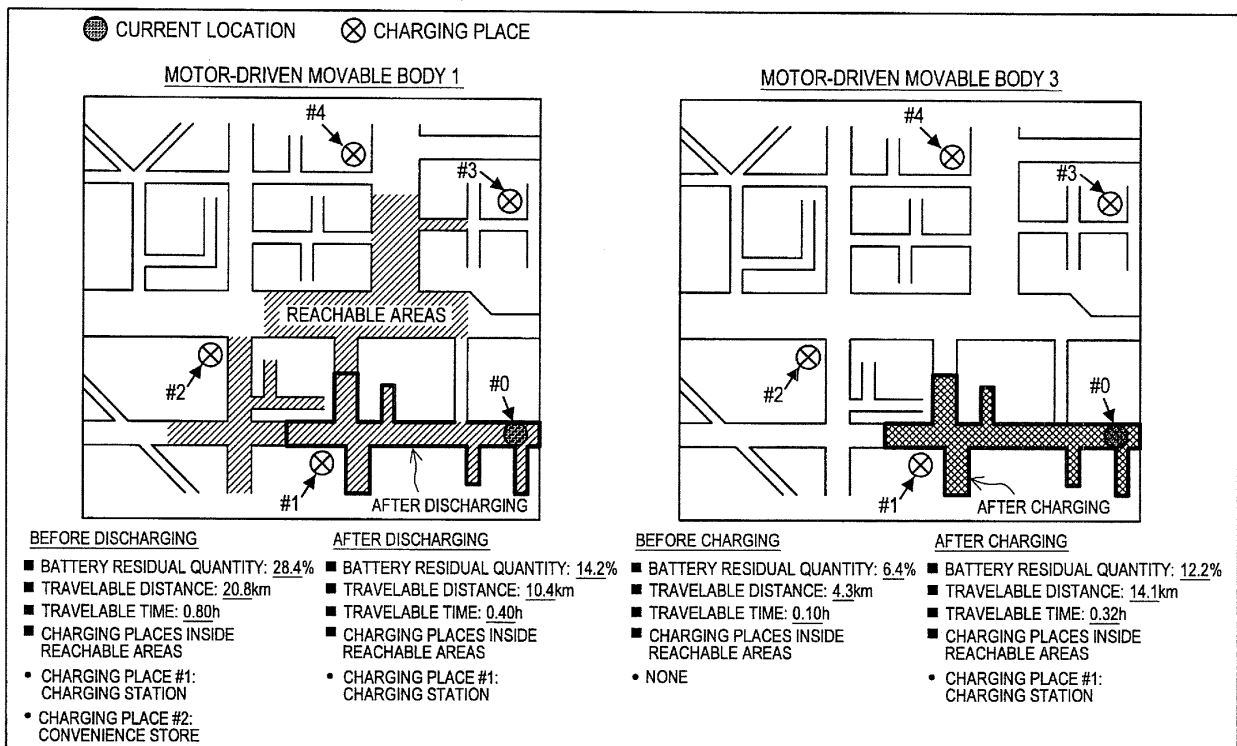 CURRENT LOCATION
CHARGING PLACE
MOTOR-DRIVEN MOVABLE BODY 1
#4
#3
REACHABLE AREAS
#2
#0
#1
AFTER DISCHARGING
MOTOR-DRIVEN MOVABLE BODY 3
#4
#3
#2
#0
#1
AFTER CHARGING
BEFORE DISCHARGING
■ BATTERY RESIDUAL QUANTITY: 28.4%
■ TRAVELABLE DISTANCE: 20.8km
■ TRAVELABLE TIME: 0.80h
■ CHARGING PLACES INSIDE
REACHABLE AREAS
• CHARGING PLACE #1:
CHARGING STATION
• CHARGING PLACE #2:
CONVENIENCE STORE
AFTER DISCHARGING
■ BATTERY RESIDUAL QUANTITY: 14.2%
■ TRAVELABLE DISTANCE: 10.4km
■ TRAVELABLE TIME: 0.40h
■ CHARGING PLACES INSIDE
REACHABLE AREAS
• CHARGING PLACE #1:
CHARGING STATION
BEFORE CHARGING
■ BATTERY RESIDUAL QUANTITY: 6.4%
■ TRAVELABLE DISTANCE: 4.3km
■ TRAVELABLE TIME: 0.10h
■ CHARGING PLACES INSIDE
REACHABLE AREAS
• NONE
AFTER CHARGING
■ BATTERY RESIDUAL QUANTITY: 12.2%
■ TRAVELABLE DISTANCE: 14.1km
■ TRAVELABLE TIME: 0.32h
■ CHARGING PLACES INSIDE
REACHABLE AREAS
• CHARGING PLACE #1:
CHARGING STATION